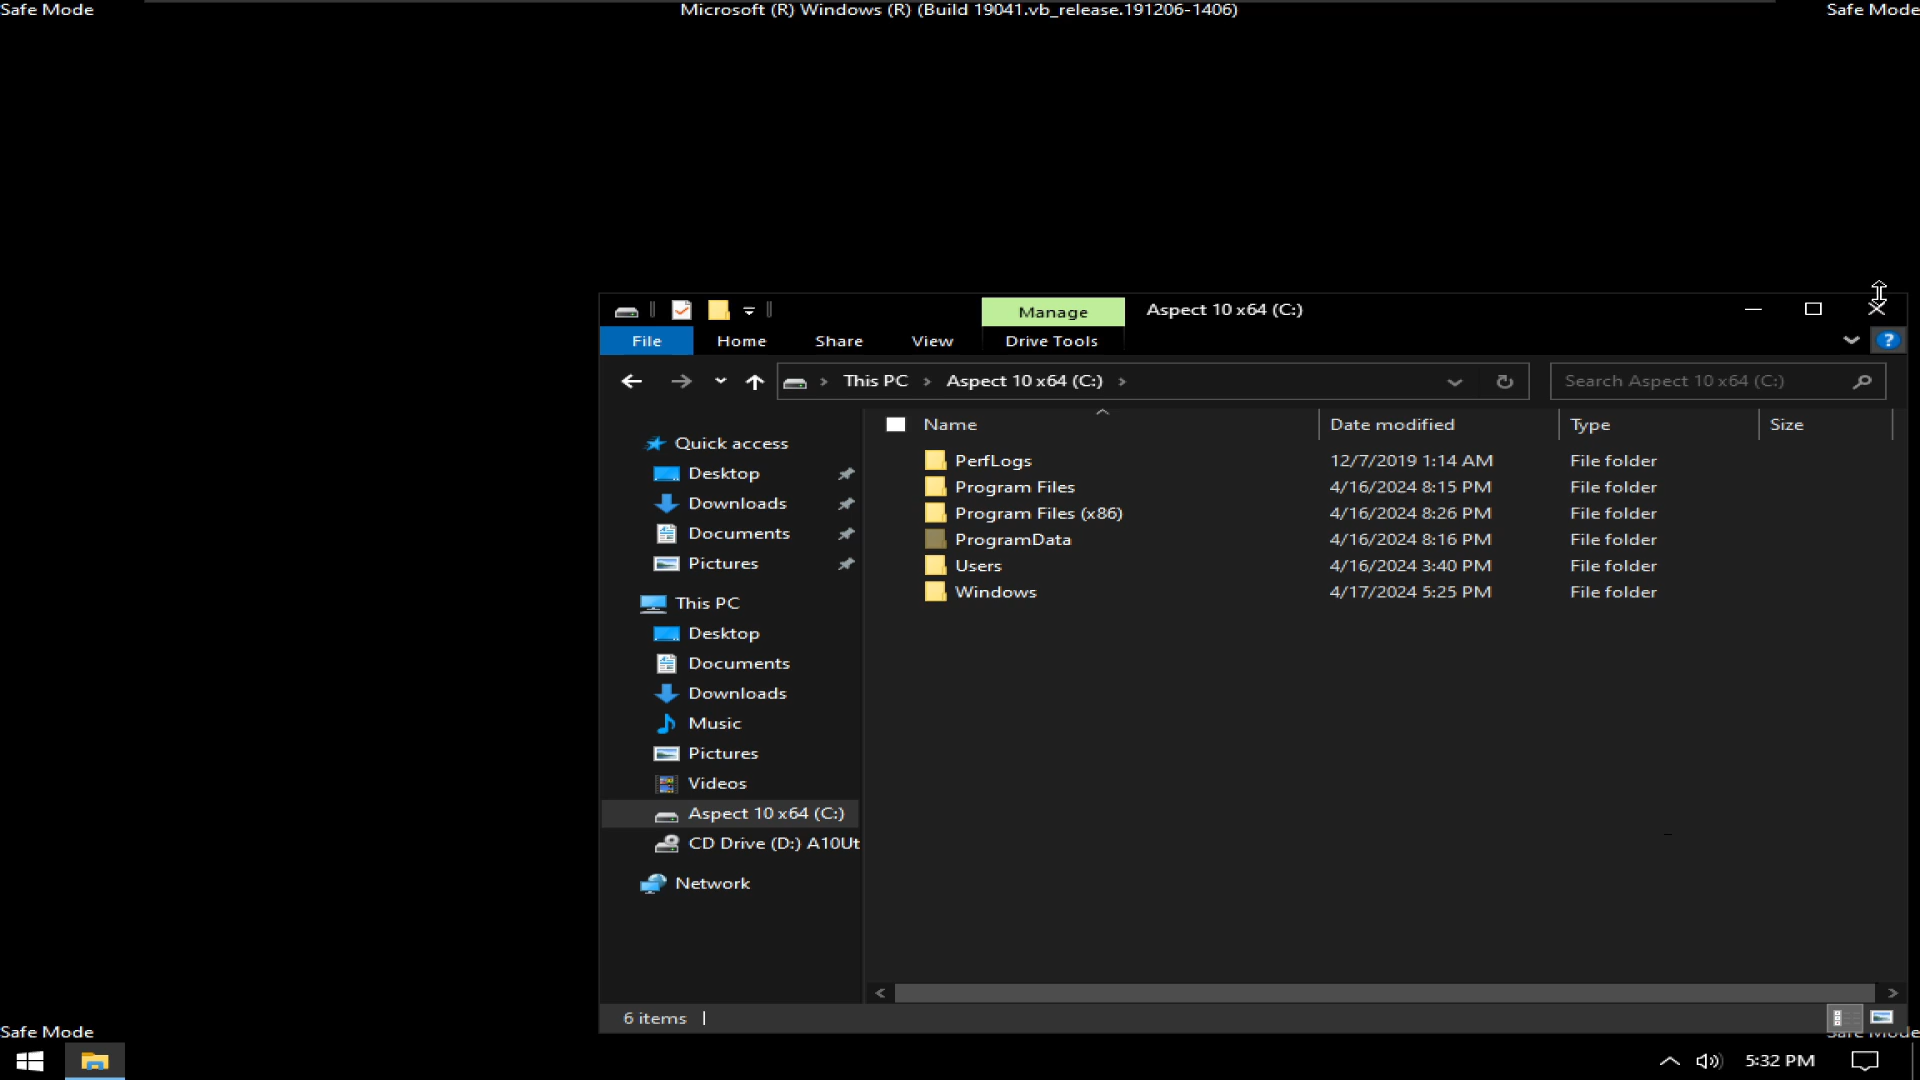 Safe Mode
Microsoft (R) Windows (R) (Build 19041.vb_release.191206-1406)
Safe Mode
Manage
Aspect 10 x64 (C:)
File
Home
Share
View
Drive Tools
?
This PC
Aspect 10 x64 (C:)
Search Aspect 10 x64 (C:)
Name
Date modified
Type
Size
Quick access
Desktop
Downloads
Documents
Pictures
This PC
Desktop
Documents
Downloads
Music
Pictures
Videos
Aspect 10 x64 (C:)
CD Drive (D:) A10Ut
Network
PerfLogs 12/7/2019 1:14 AM File folder
Program Files 4/16/2024 8:15 PM File folder
Program Files (x86) 4/16/2024 8:26 PM File folder
ProgramData 4/16/2024 8:16 PM File folder
Users 4/16/2024 3:40 PM File folder
Windows 4/17/2024 5:25 PM File folder
6 items
Safe Mode
Safe Mode
5:32 PM